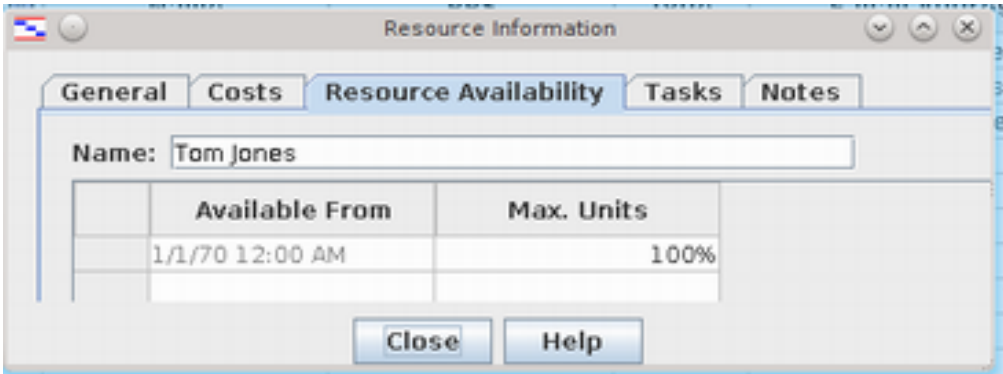 Resource Information
General Costs Resource Availability Tasks Notes
Name: Tom Jones
Available From Max. Units
1/1/70 12:00 AM 100%
Close Help